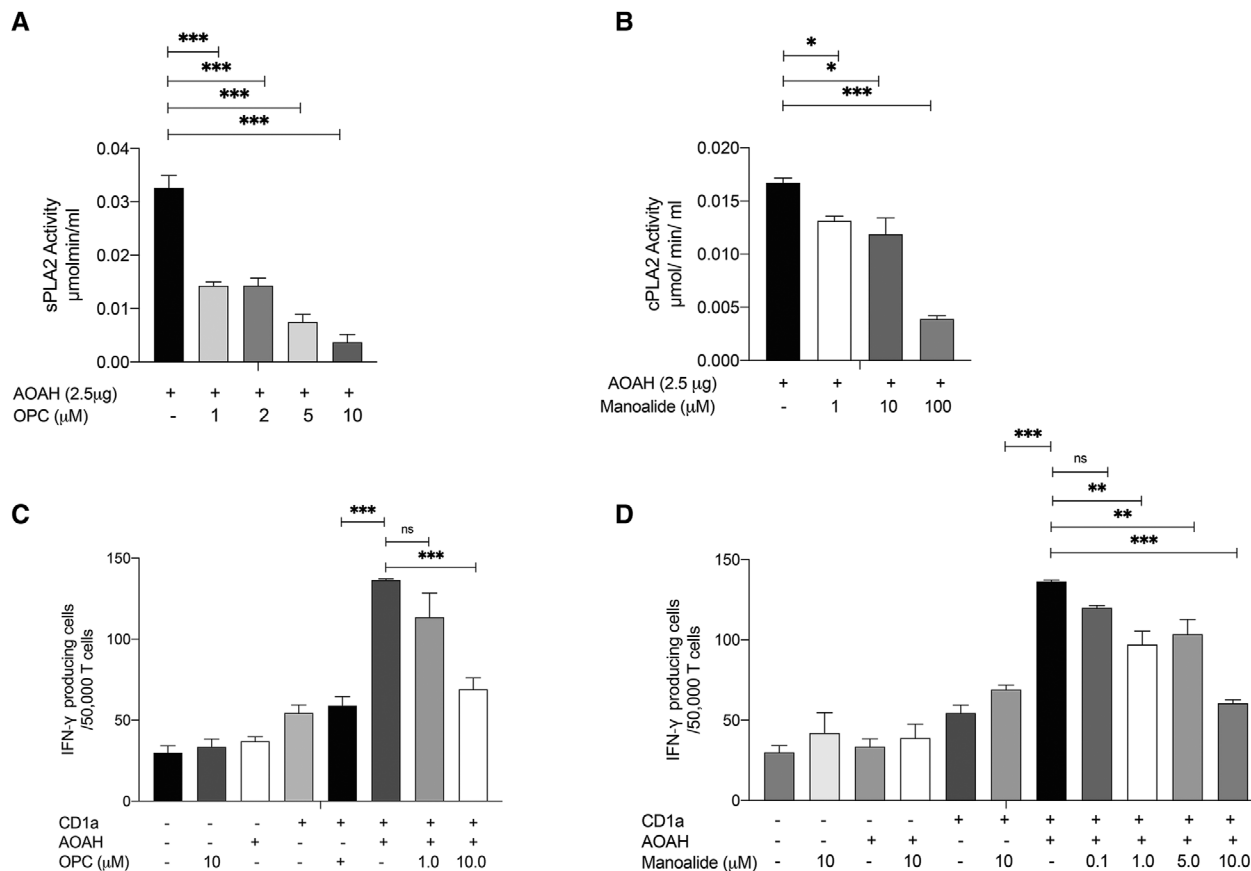 A
***
***
***
***
0.04
0.03
0.02
0.01
0.00
sPLA2 Activity
µmolmin/ml
AOAH (2.5µg) + + + + +
OPC (µM) - 1 2 5 10
B
*
*
***
0.020
0.015
0.010
0.005
0.000
cPLA2 Activity
µmol/ min/ ml
AOAH (2.5 µg) + + + +
Manoalide (µM) - 1 10 100
C
***
ns
***
150
100
50
0
IFN-γ producing cells
/50,000 T cells
CD1a - - - + + + + +
AOAH - - + - - + + +
OPC (µM) - 10 - - + - 1.0 10.0
D
***
ns
**
**
***
150
100
50
0
IFN-γ producing cells
/50,000 T cells
CD1a - - - - + + + + + + +
AOAH - - + + - - + + + + +
Manoalide (µM) - 10 - 10 - 10 - 0.1 1.0 5.0 10.0